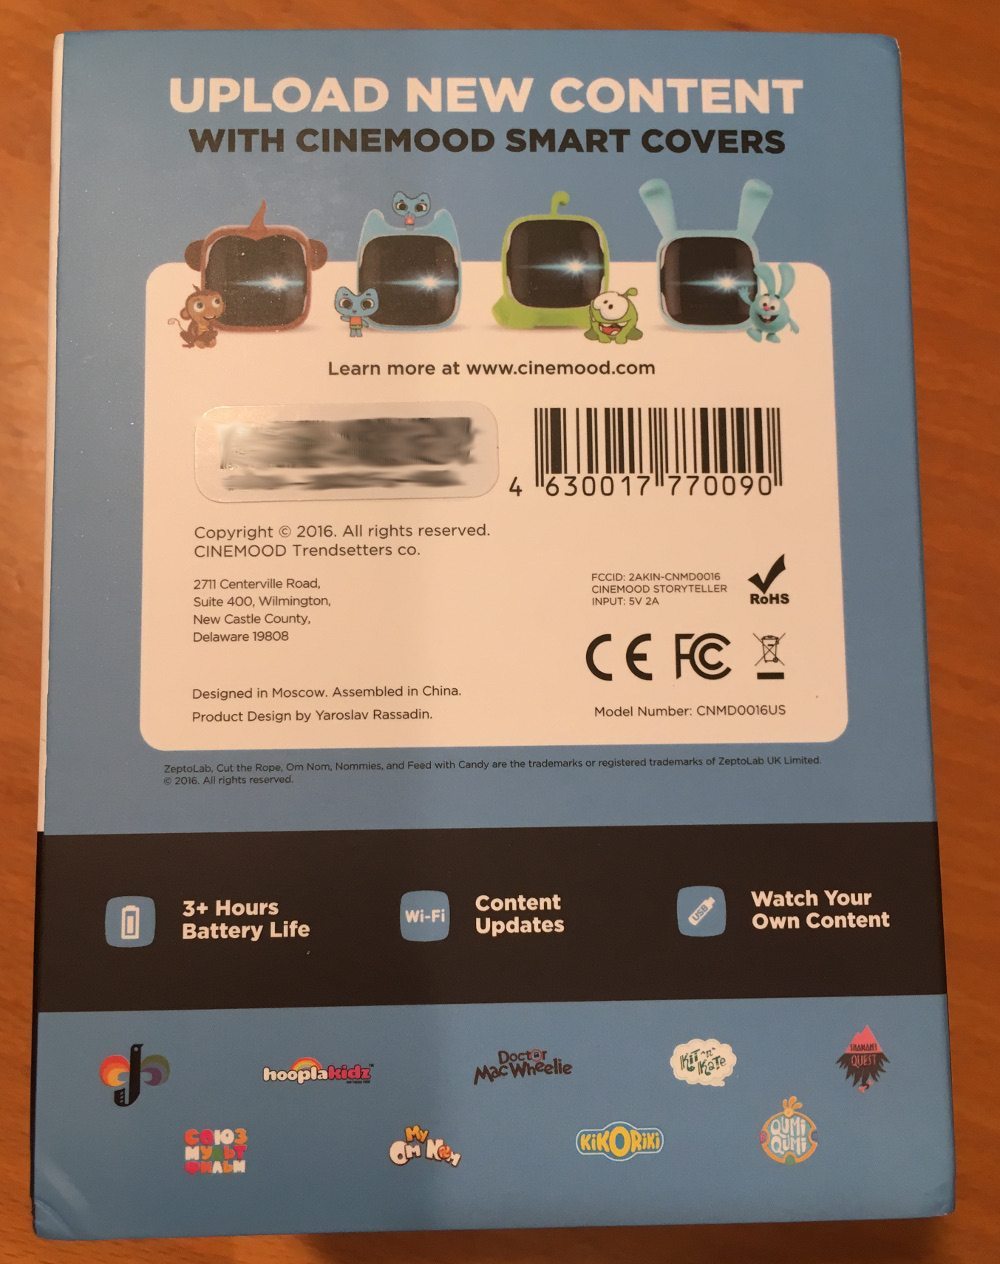 UPLOAD NEW CONTENT
WITH CINEMOOD SMART COVERS
Learn more at www.cinemood.com
4 630017 770090
Copyright © 2016. All rights reserved.
CINEMOOD Trendsetters co.
2711 Centerville Road,
Suite 400, Wilmington,
New Castle County,
Delaware 19808
FCCID: 2AKIN-CNMD0016
CINEMOOD STORYTELLER
INPUT: 5V 2A
RoHS
CE FC
Designed in Moscow. Assembled in China.
Product Design by Yaroslav Rassadin.
Model Number: CNMD0016US
ZeptoLab, Cut the Rope, Om Nom, Nommies, and Feed with Candy are the trademarks or registered trademarks of ZeptoLab UK Limited.
© 2016. All rights reserved.
3+ Hours
Battery Life
Wi-Fi
Content
Updates
USB
Watch Your
Own Content
hooplakidz™
Doctor
MacWheelie
Kit 'n'
Kate
QUEST
СОЮЗ
МУЛЬТ
ФИЛЬМ
My
Om Nom
KIKORIKI
QUMI
QUMI